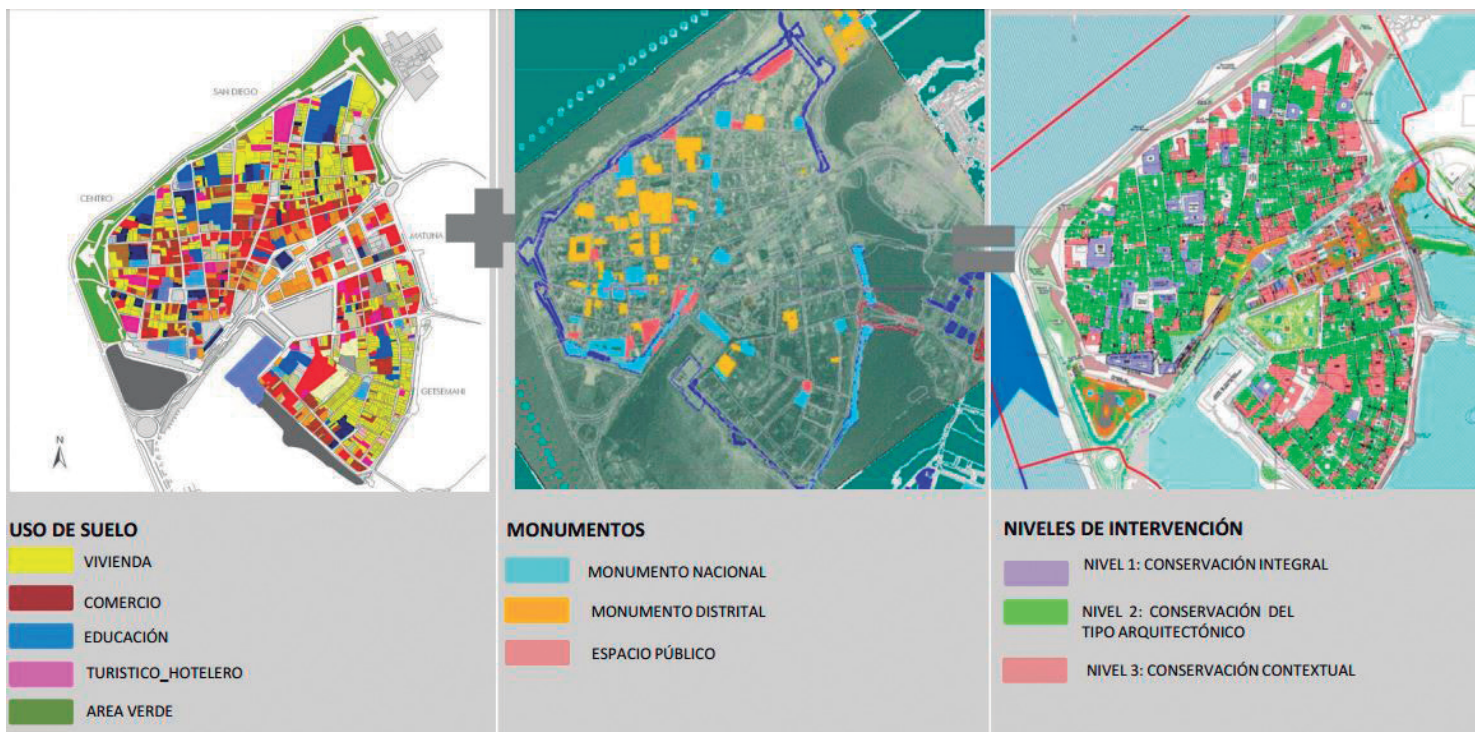 SAN DIEGO
CENTRO
MATUNA
GETSEMANI
N
USO DE SUELO
VIVIENDA
COMERCIO
EDUCACIÓN
TURISTICO_HOTELERO
AREA VERDE
MONUMENTOS
MONUMENTO NACIONAL
MONUMENTO DISTRITAL
ESPACIO PÚBLICO
NIVELES DE INTERVENCIÓN
NIVEL 1: CONSERVACIÓN INTEGRAL
NIVEL 2: CONSERVACIÓN DEL
TIPO ARQUITECTÓNICO
NIVEL 3: CONSERVACIÓN CONTEXTUAL